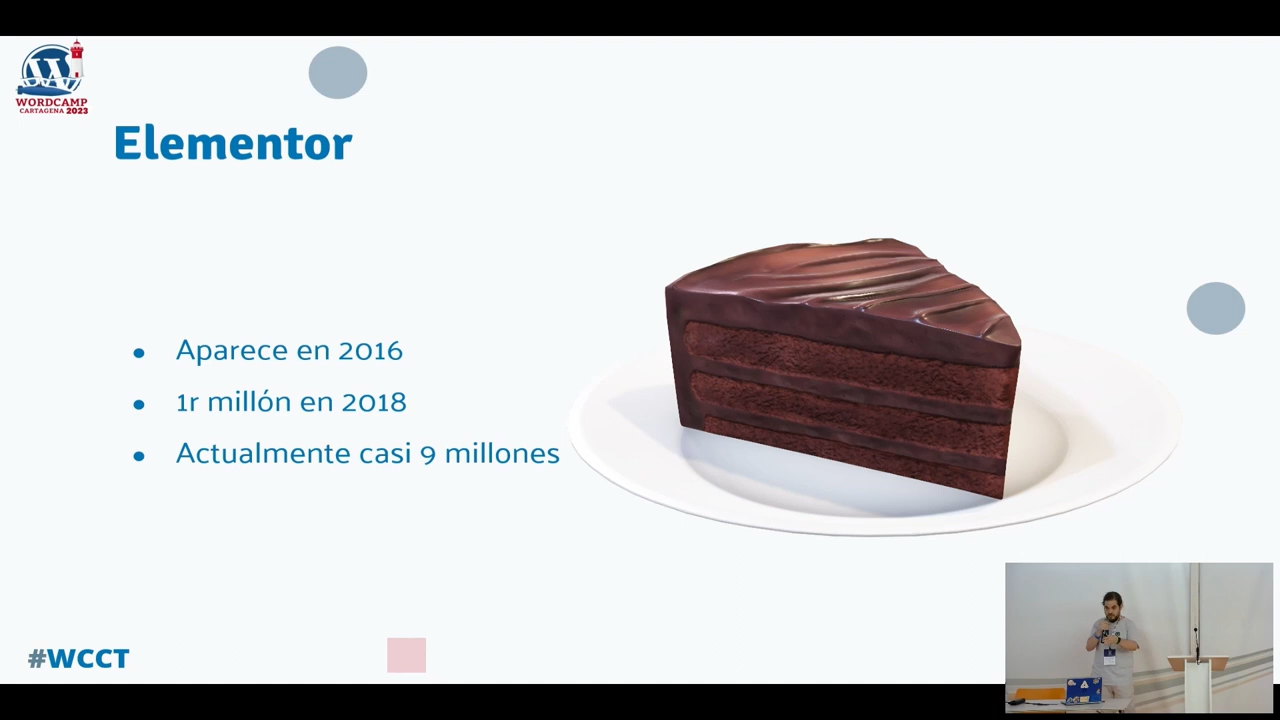 WORDCAMP
CARTAGENA 2023
Elementor
● Aparece en 2016
● 1r millón en 2018
● Actualmente casi 9 millones
#WCCT